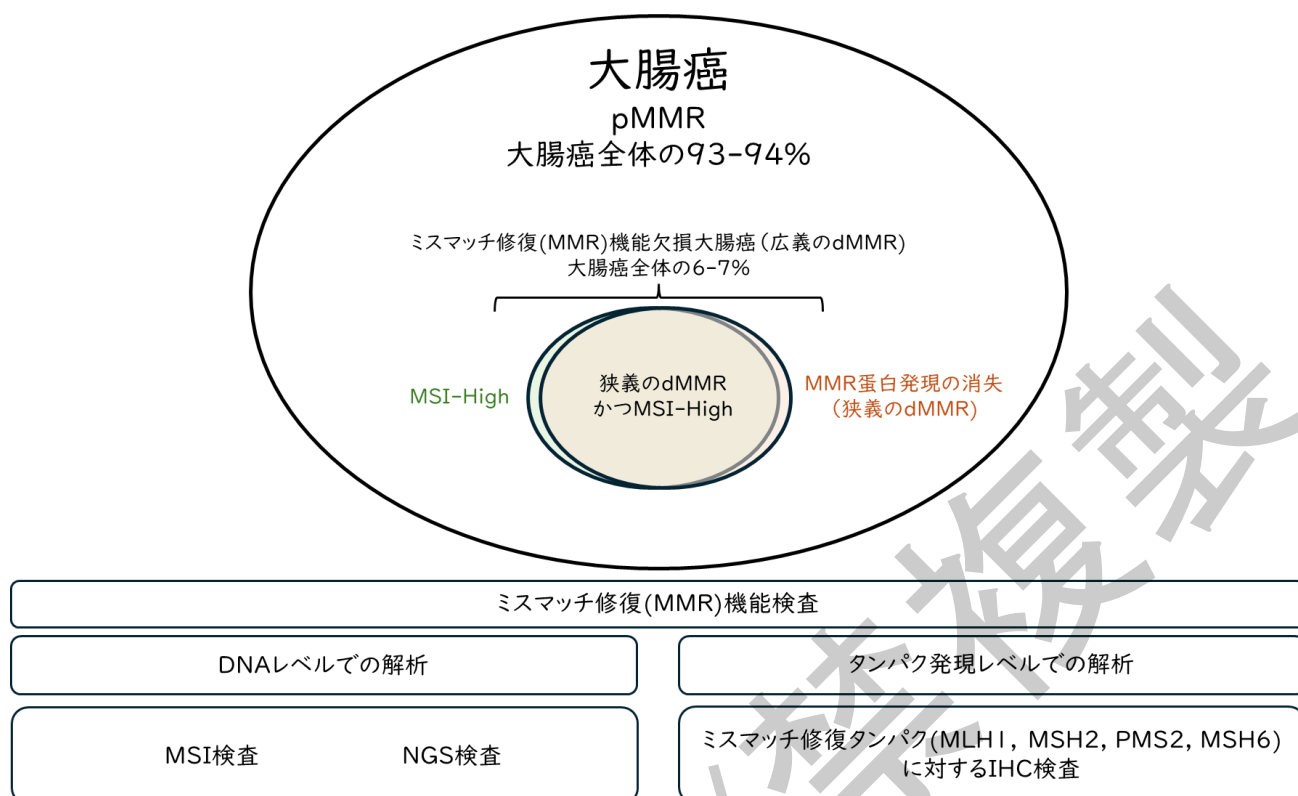 大腸癌
pMMR
大腸癌全体の93-94%
ミスマッチ修復(MMR)機能欠損大腸癌(広義のdMMR)
大腸癌全体の6-7%
MSI-High
狭義のdMMR
かつMSI-High
MMR蛋白発現の消失
(狭義のdMMR)
ミスマッチ修復(MMR)機能検査
DNAレベルでの解析
タンパク発現レベルでの解析
MSI検査
NGS検査
ミスマッチ修復タンパク(MLH1, MSH2, PMS2, MSH6)
に対するIHC検査
禁複製